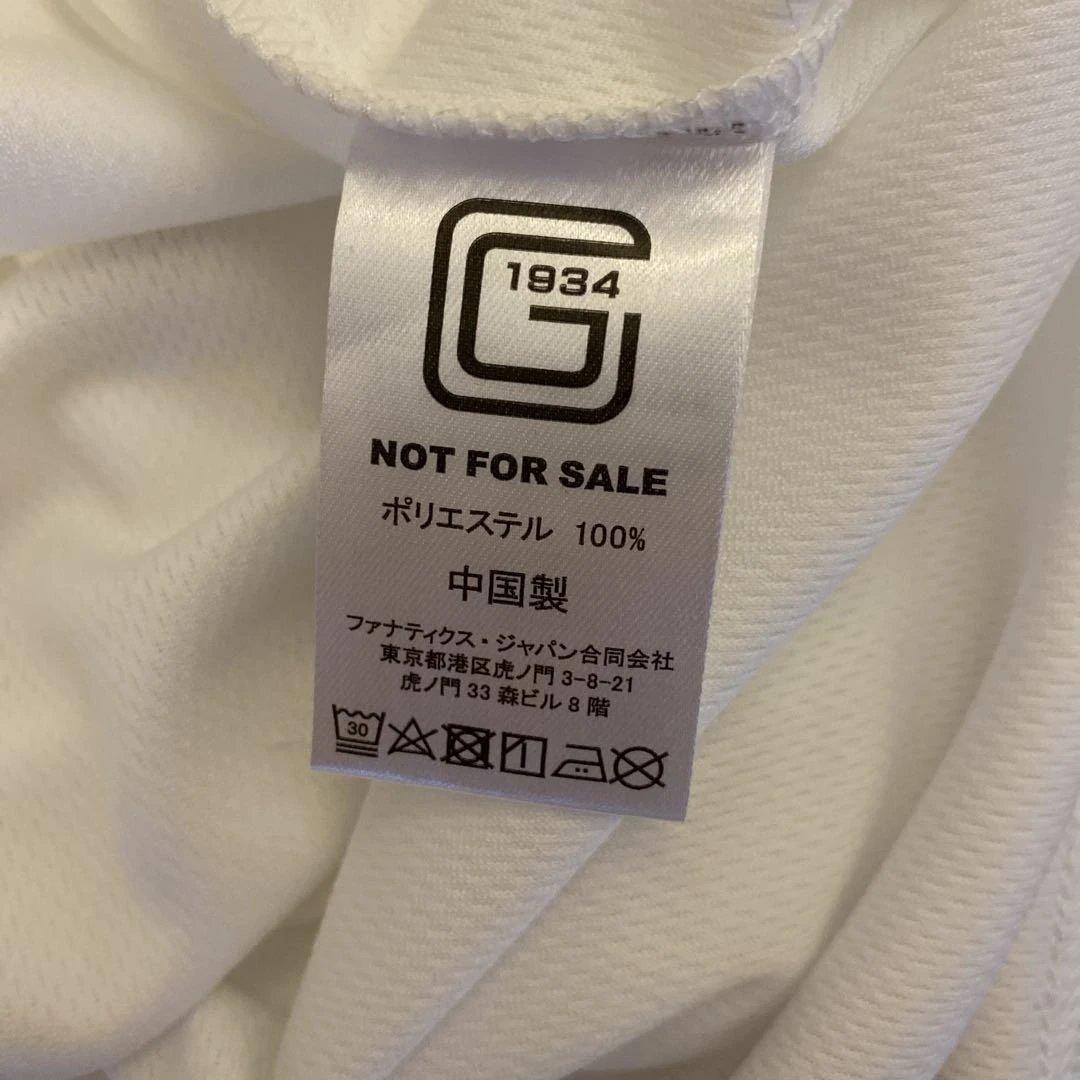 1934
NOT FOR SALE
ポリエステル 100%
中国製
ファナティクス・ジャパン合同会社
東京都港区虎ノ門 3-8-21
虎ノ門 33 森ビル 8 階
30